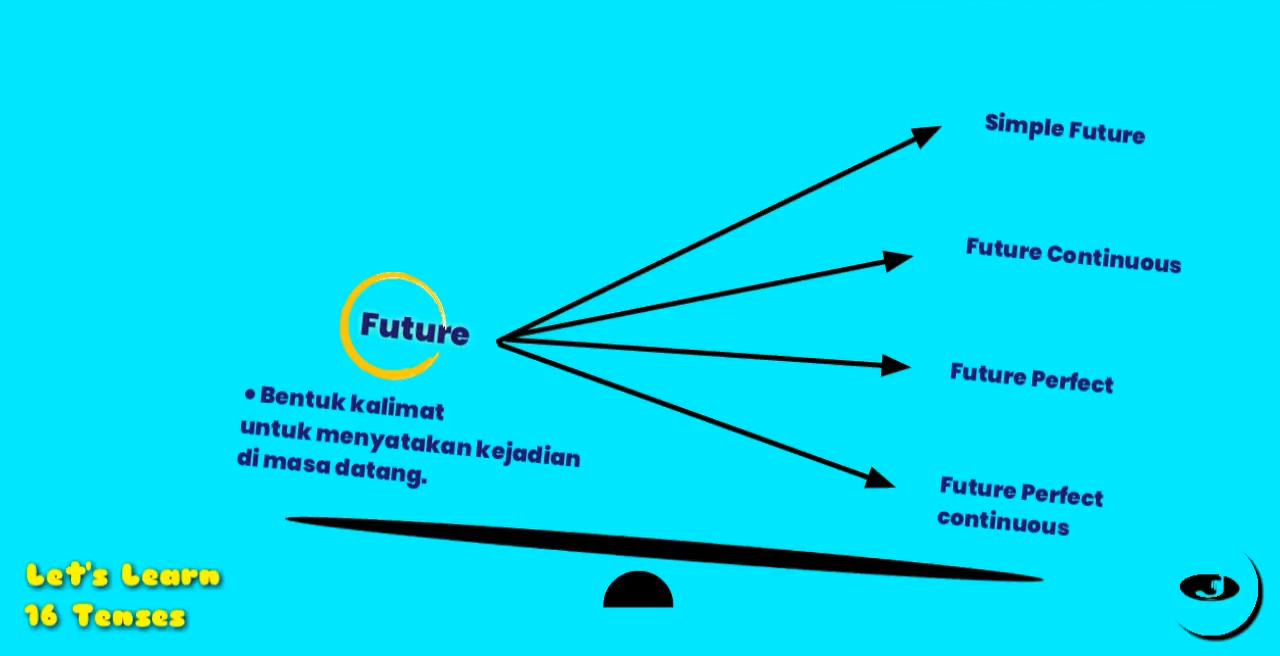 Simple Future
Future Continuous
Future
Future Perfect
• Bentuk kalimat
untuk menyatakan kejadian
di masa datang.
Future Perfect
continuous
Let's Learn
16 Tenses